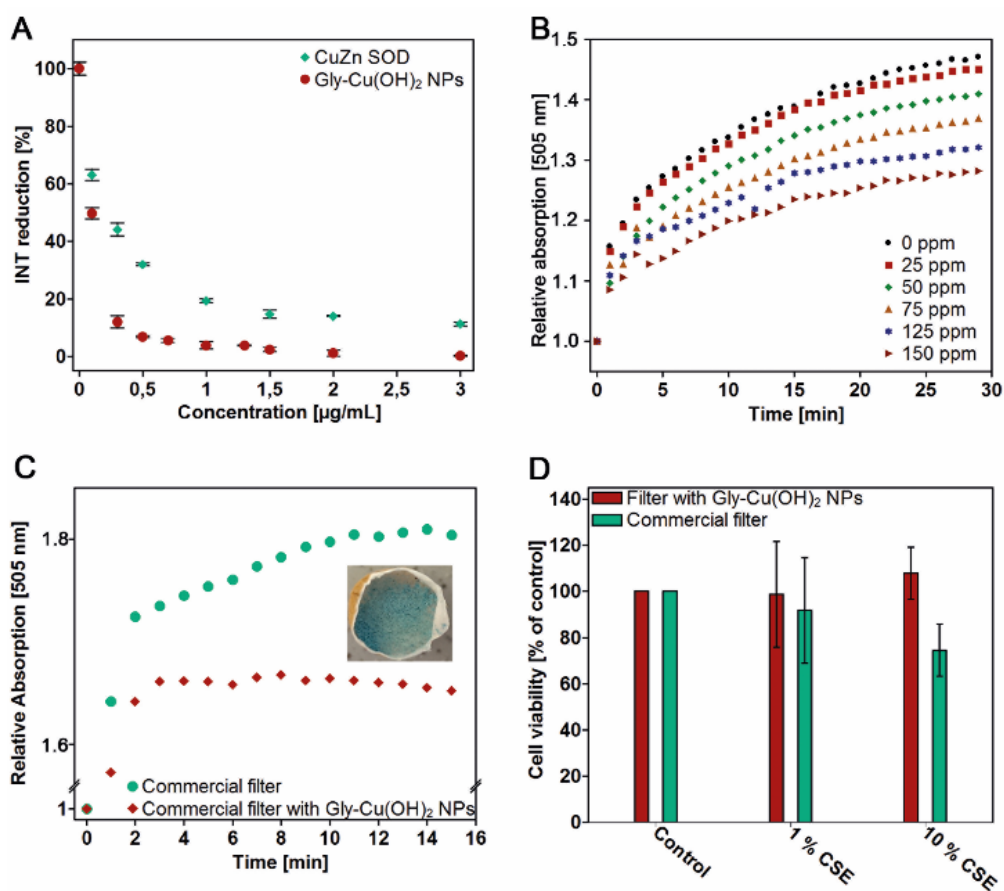 A
INT reduction [%]
100
80
60
40
20
0
CuZn SOD
Gly-Cu(OH)2 NPs
0 0,5 1 1,5 2 3
Concentration [µg/mL]
B
Relative absorption [505 nm]
1.5
1.4
1.3
1.2
1.1
1.0
0 ppm
25 ppm
50 ppm
75 ppm
125 ppm
150 ppm
0 5 10 15 20 25 30
Time [min]
C
Relative Absorption [505 nm]
1.8
1.6
1
Commercial filter
Commercial filter with Gly-Cu(OH)2 NPs
0 2 4 6 8 10 12 14 16
Time [min]
D
Cell viability [% of control]
140
120
100
80
60
40
20
0
Filter with Gly-Cu(OH)2 NPs
Commercial filter
Control
1 % CSE
10 % CSE